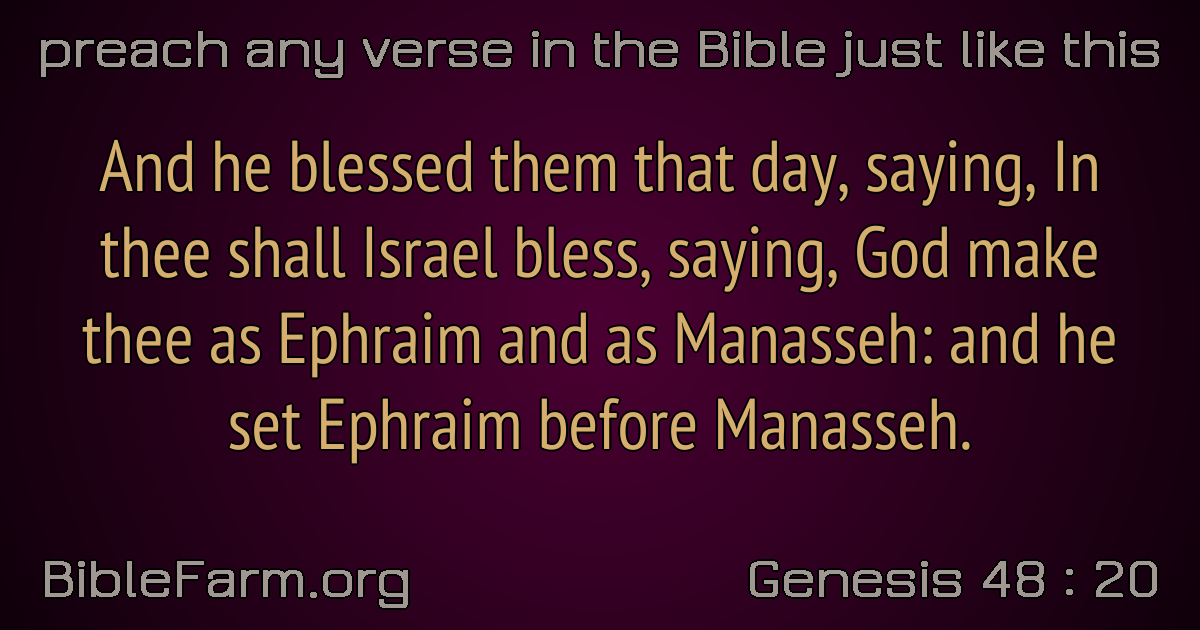 preach any verse in the Bible just like this
And he blessed them that day, saying, In
thee shall Israel bless, saying, God make
thee as Ephraim and as Manasseh: and he
set Ephraim before Manasseh.
BibleFarm.org
Genesis 48 : 20